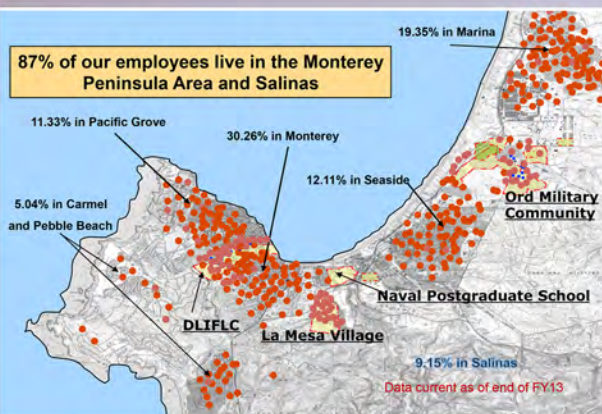 19.35% in Marina
87% of our employees live in the Monterey
Peninsula Area and Salinas
11.33% in Pacific Grove
30.26% in Monterey
12.11% in Seaside
5.04% in Carmel
and Pebble Beach
Ord Military
Community
Naval Postgraduate School
DLIFLC
La Mesa Village
9.15% in Salinas
Data current as of end of FY13